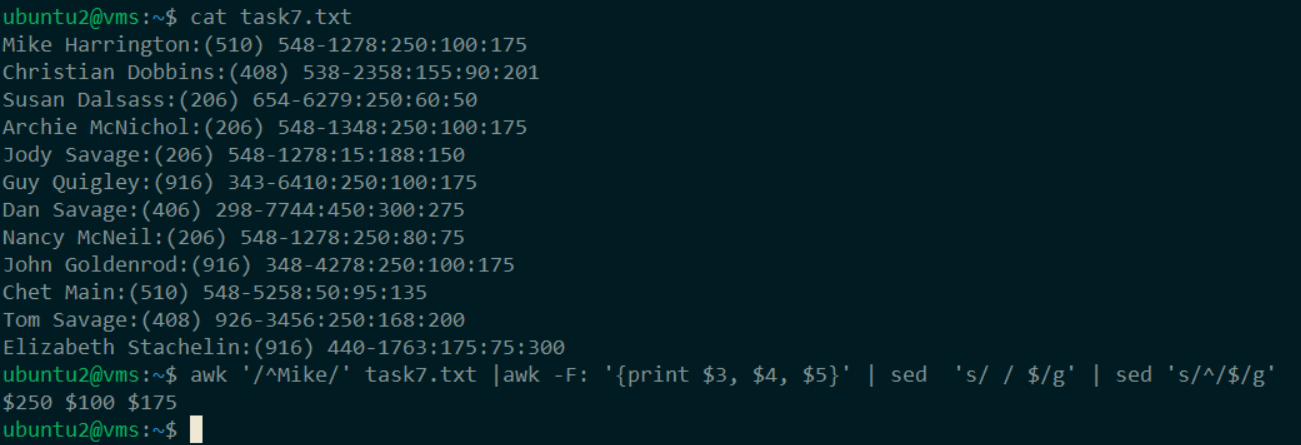 ubuntu2@vms:~$ cat task7.txt
Mike Harrington:(510) 548-1278:250:100:175
Christian Dobbins:(408) 538-2358:155:90:201
Susan Dalsass:(206) 654-6279:250:60:50
Archie McNichol:(206) 548-1348:250:100:175
Jody Savage:(206) 548-1278:15:188:150
Guy Quigley:(916) 343-6410:250:100:175
Dan Savage:(406) 298-7744:450:300:275
Nancy McNeil:(206) 548-1278:250:80:75
John Goldenrod:(916) 348-4278:250:100:175
Chet Main:(510) 548-5258:50:95:135
Tom Savage:(408) 926-3456:250:168:200
Elizabeth Stachelin:(916) 440-1763:175:75:300
ubuntu2@vms:~$ awk '/^Mike/' task7.txt |awk -F: '{print $3, $4, $5}' | sed  's/ / $/g' | sed 's/^/$/g'
$250 $100 $175
ubuntu2@vms:~$